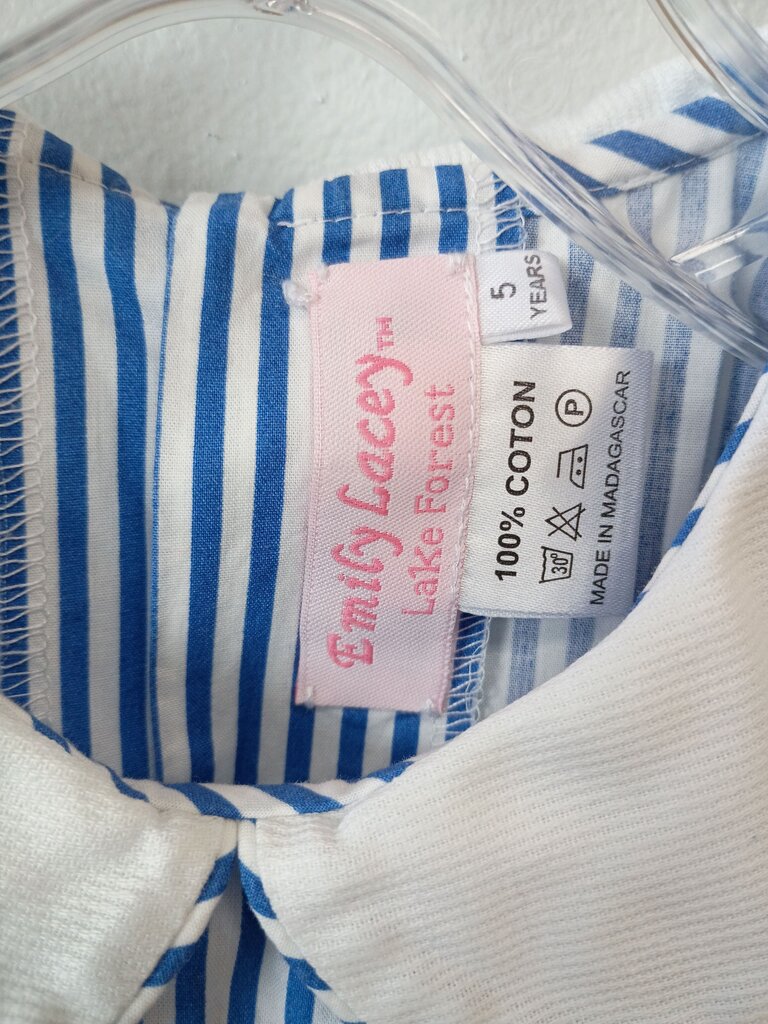 Emily Lacey™
Lake Forest
5
YEARS
100% COTON
30°
P
MADE IN MADAGASCAR